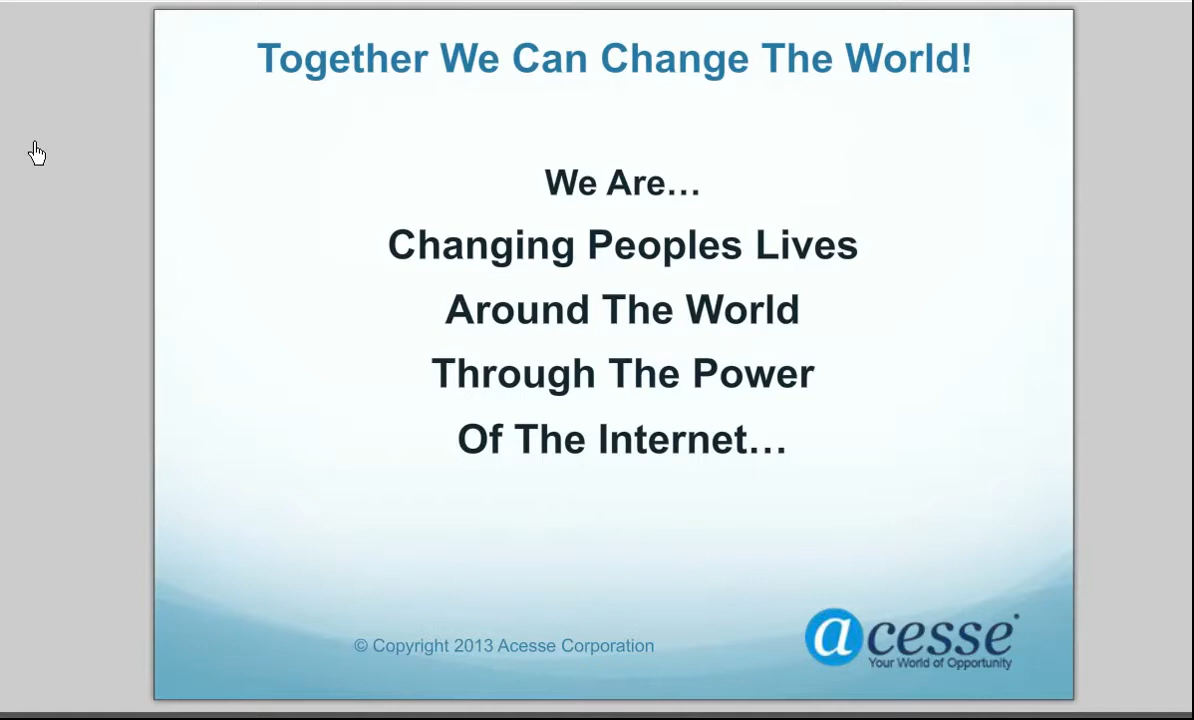 Together We Can Change The World!
We Are…
Changing Peoples Lives
Around The World
Through The Power
Of The Internet…
© Copyright 2013 Acesse Corporation
acesse
Your World of Opportunity